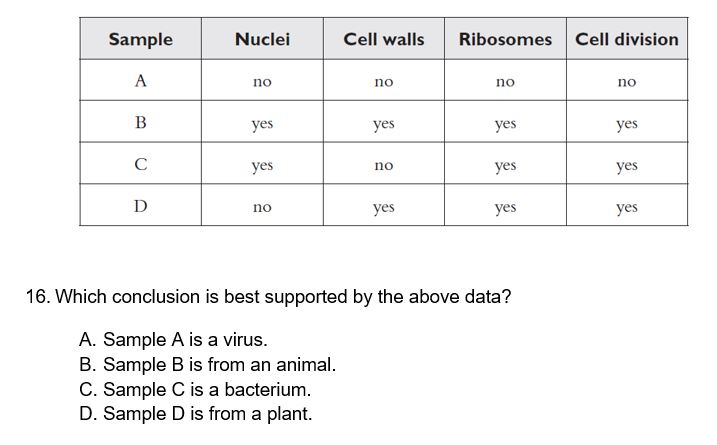 Sample Nuclei Cell walls Ribosomes Cell division
A no no no no
B yes yes yes yes
C yes no yes yes
D no yes yes yes
16. Which conclusion is best supported by the above data?
A. Sample A is a virus.
B. Sample B is from an animal.
C. Sample C is a bacterium.
D. Sample D is from a plant.